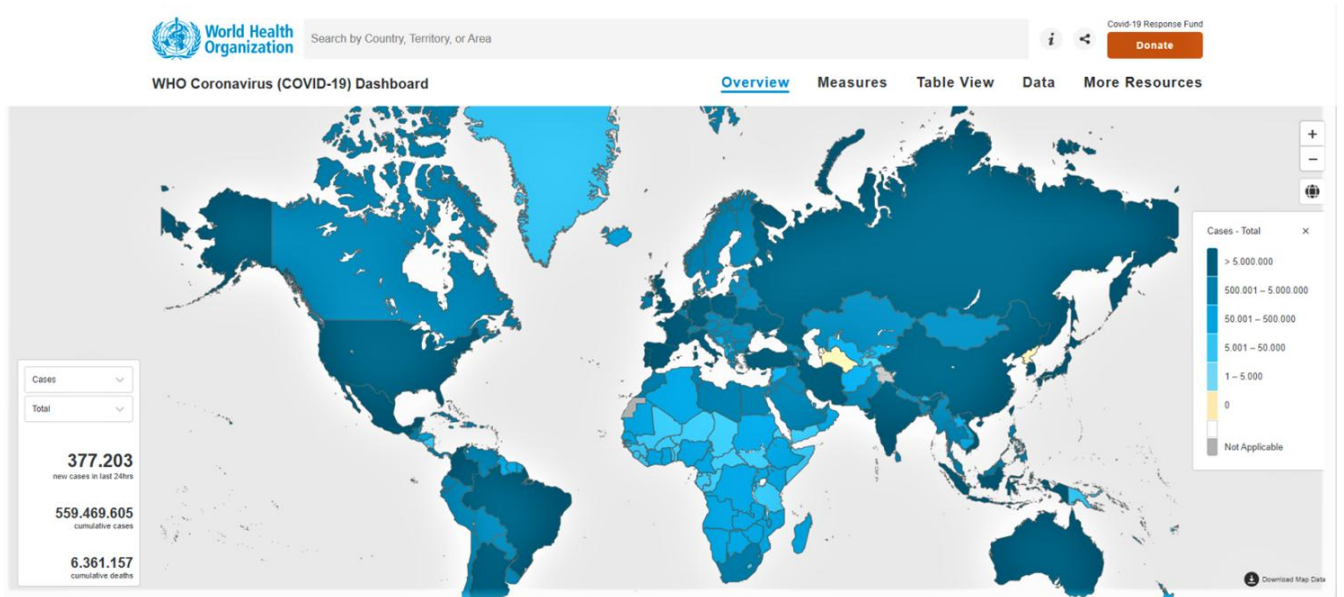 World Health
Organization
Search by Country, Territory, or Area
i
Covid-19 Response Fund
Donate
WHO Coronavirus (COVID-19) Dashboard
Overview Measures Table View Data More Resources
+
−
Cases - Total ×
> 5.000.000
500.001 – 5.000.000
50.001 – 500.000
5.001 – 50.000
1 – 5.000
0
Not Applicable
Cases
Total
377.203
new cases in last 24hrs
559.469.605
cumulative cases
6.361.157
cumulative deaths
Download Map Data